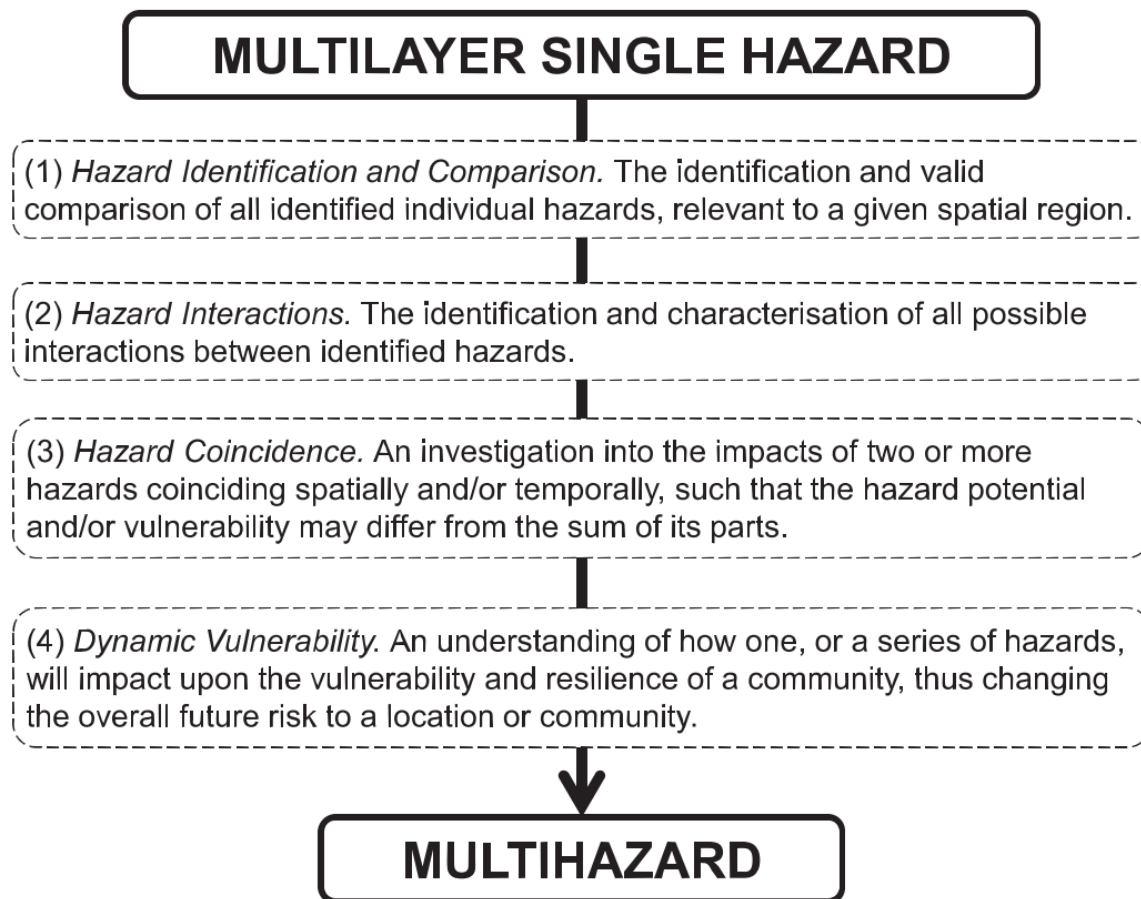 MULTILAYER SINGLE HAZARD
(1) Hazard Identification and Comparison. The identification and valid
comparison of all identified individual hazards, relevant to a given spatial region.
(2) Hazard Interactions. The identification and characterisation of all possible
interactions between identified hazards.
(3) Hazard Coincidence. An investigation into the impacts of two or more
hazards coinciding spatially and/or temporally, such that the hazard potential
and/or vulnerability may differ from the sum of its parts.
(4) Dynamic Vulnerability. An understanding of how one, or a series of hazards,
will impact upon the vulnerability and resilience of a community, thus changing
the overall future risk to a location or community.
MULTIHAZARD